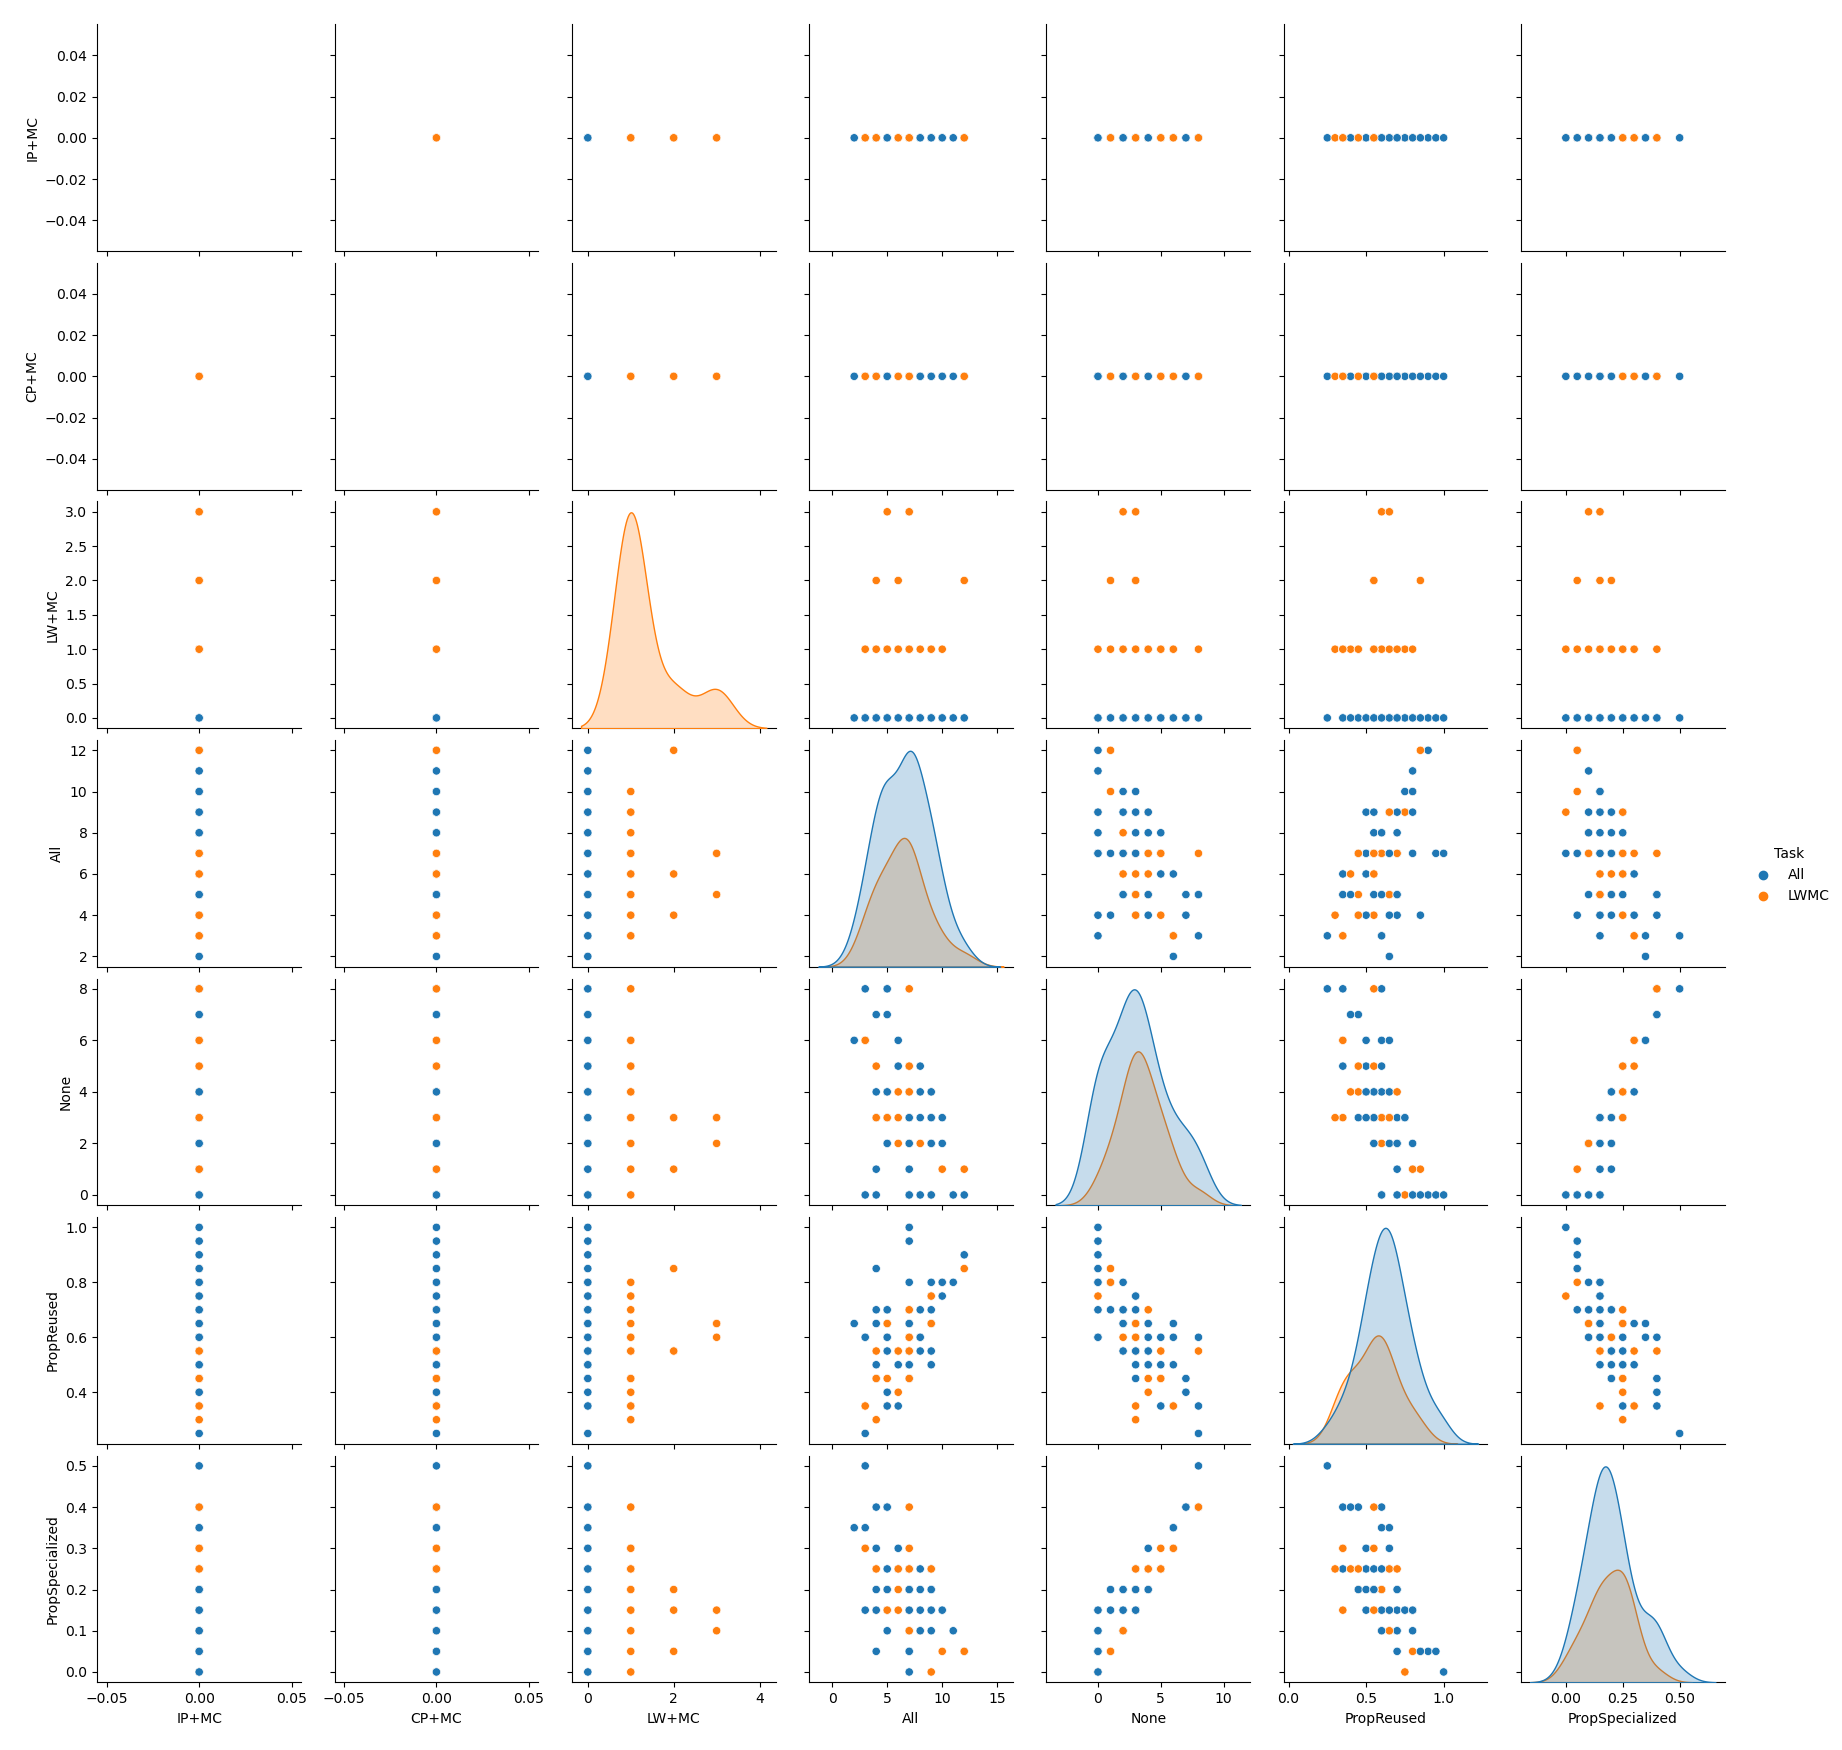 0.04
0.02
0.00
−0.02
−0.04
IP+MC
0.04
0.02
0.00
−0.02
−0.04
CP+MC
3.0
2.5
2.0
1.5
1.0
0.5
0.0
LW+MC
12
10
8
6
4
2
All
Task
All
LWMC
8
6
4
2
0
None
1.0
0.8
0.6
0.4
PropReused
0.5
0.4
0.3
0.2
0.1
0.0
PropSpecialized
−0.05 0.00 0.05
IP+MC
−0.05 0.00 0.05
CP+MC
0 2 4
LW+MC
0 5 10 15
All
0 5 10
None
0.0 0.5 1.0
PropReused
0.00 0.25 0.50
PropSpecialized